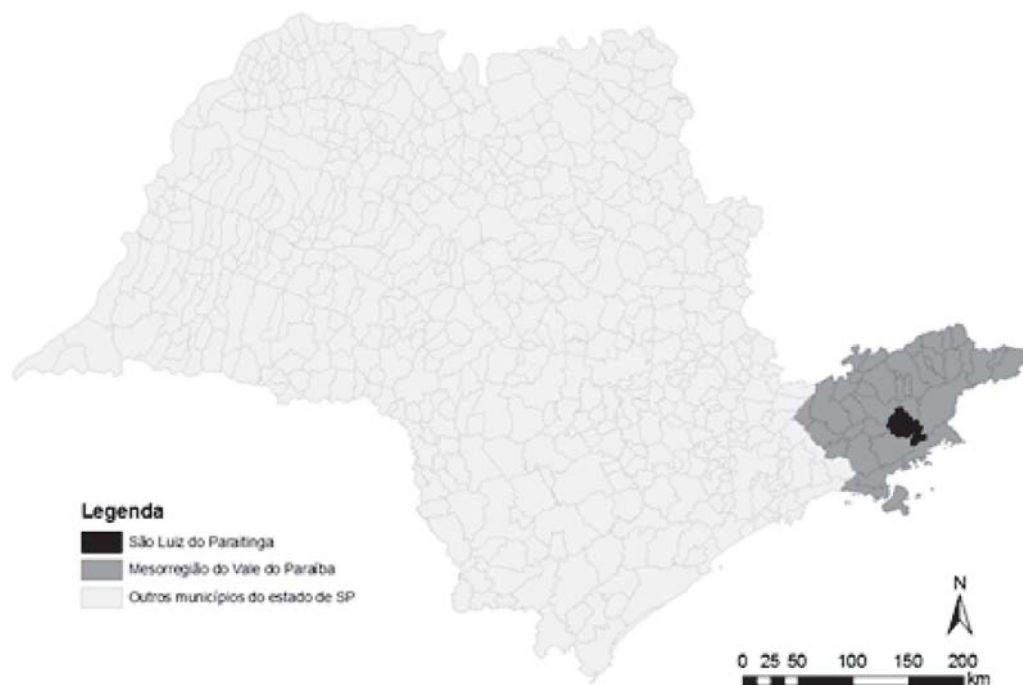 Legenda
São Luiz do Paraitinga
Mesorregião do Vale do Paraíba
Outros municípios do estado de SP
N
0 25 50 100 150 200
km